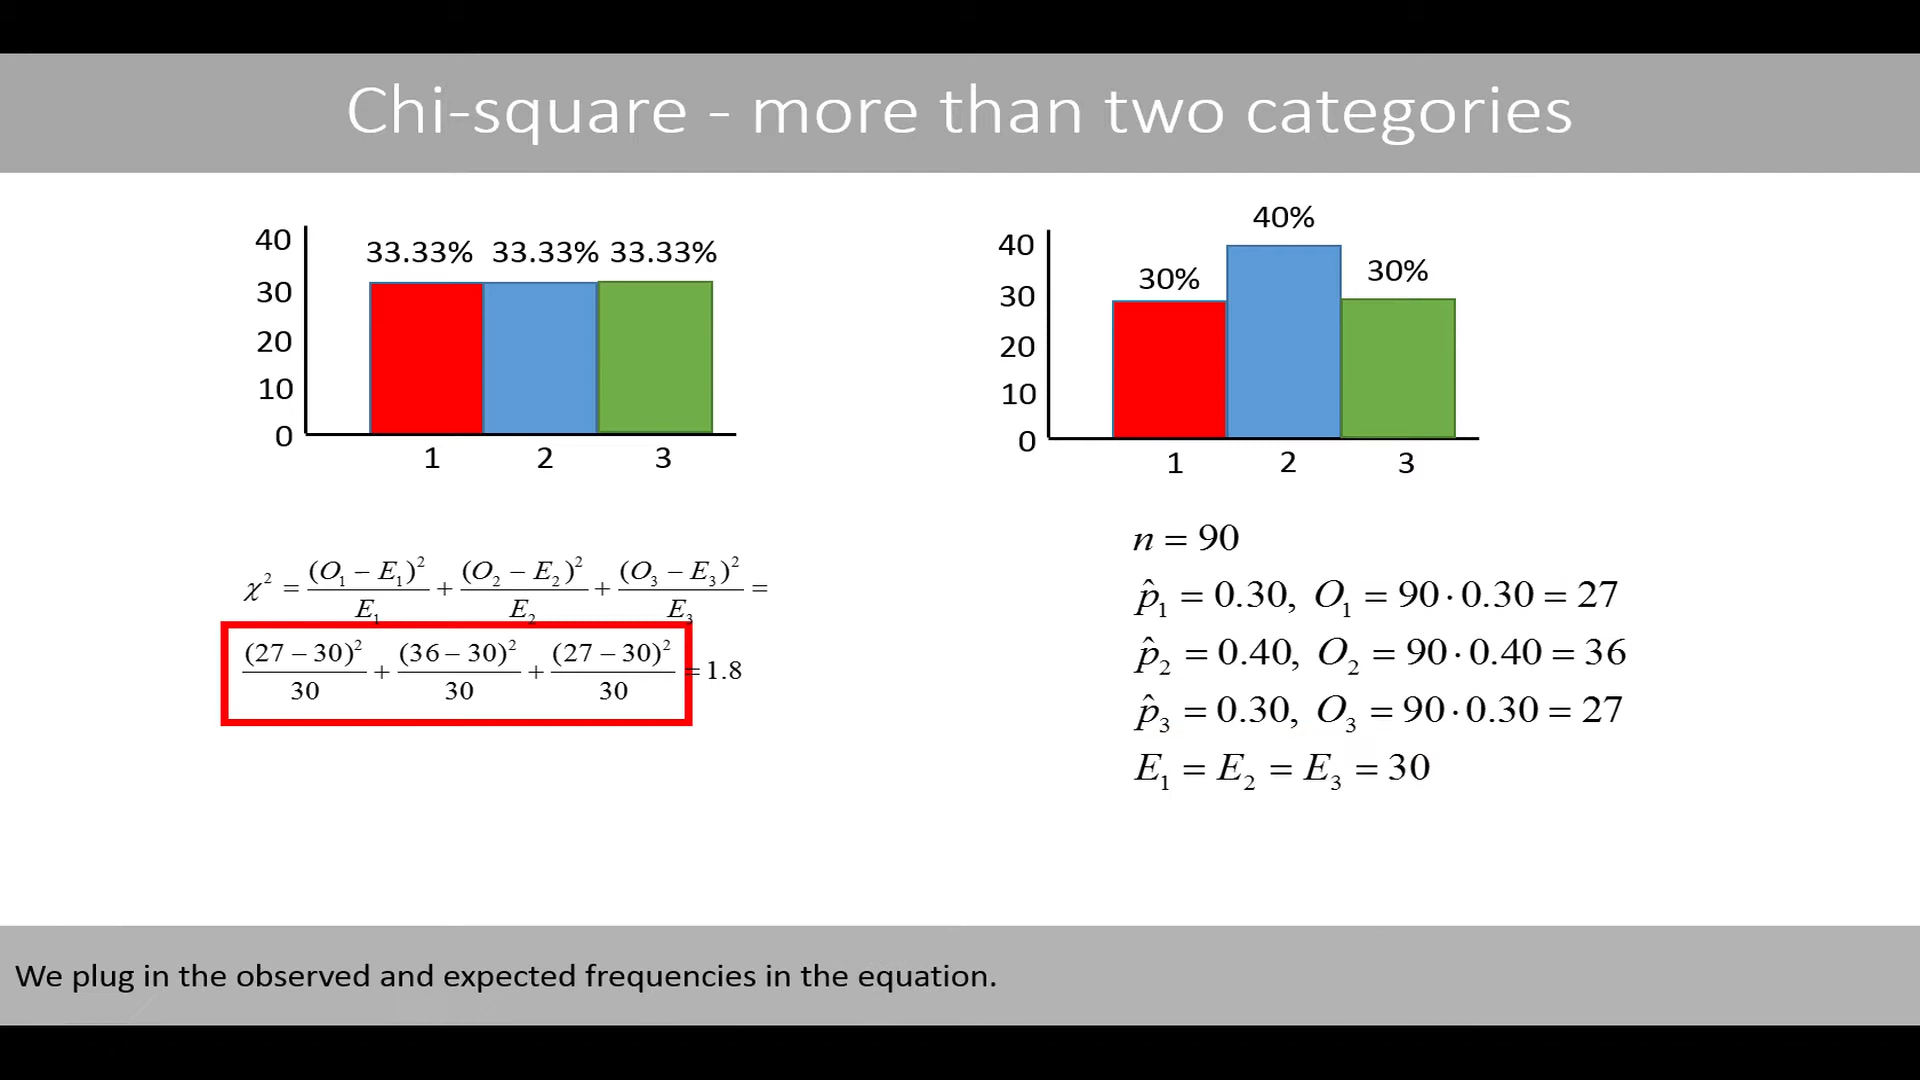 Chi-square - more than two categories
40
33.33% 33.33% 33.33%
30
20
10
0
1 2 3
40%
40
30%
30%
30
20
10
0
1 2 3
χ² = (O₁ − E₁)²/E₁ + (O₂ − E₂)²/E₂ + (O₃ − E₃)²/E₃ =
(27 − 30)²/30 + (36 − 30)²/30 + (27 − 30)²/30 = 1.8
n = 90
p̂₁ = 0.30, O₁ = 90·0.30 = 27
p̂₂ = 0.40, O₂ = 90·0.40 = 36
p̂₃ = 0.30, O₃ = 90·0.30 = 27
E₁ = E₂ = E₃ = 30
We plug in the observed and expected frequencies in the equation.